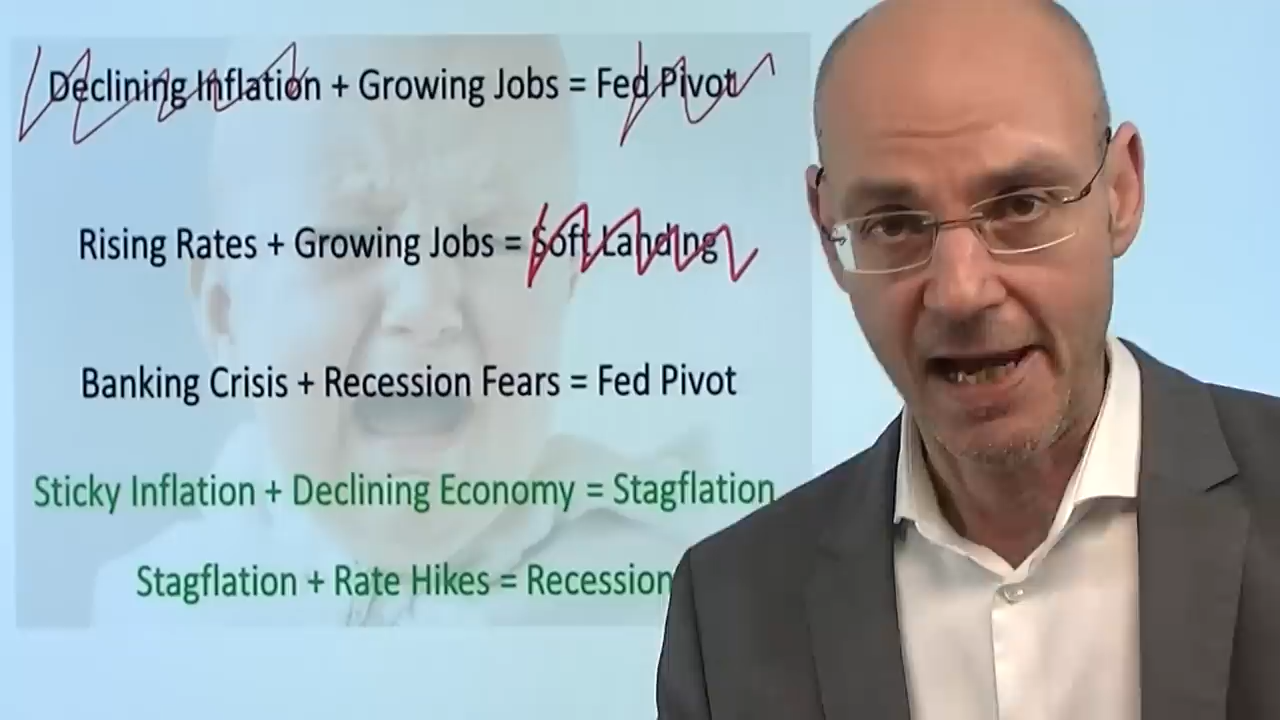 Declining Inflation + Growing Jobs = Fed Pivot
Rising Rates + Growing Jobs = Soft Landing
Banking Crisis + Recession Fears = Fed Pivot
Sticky Inflation + Declining Economy = Stagflation
Stagflation + Rate Hikes = Recession